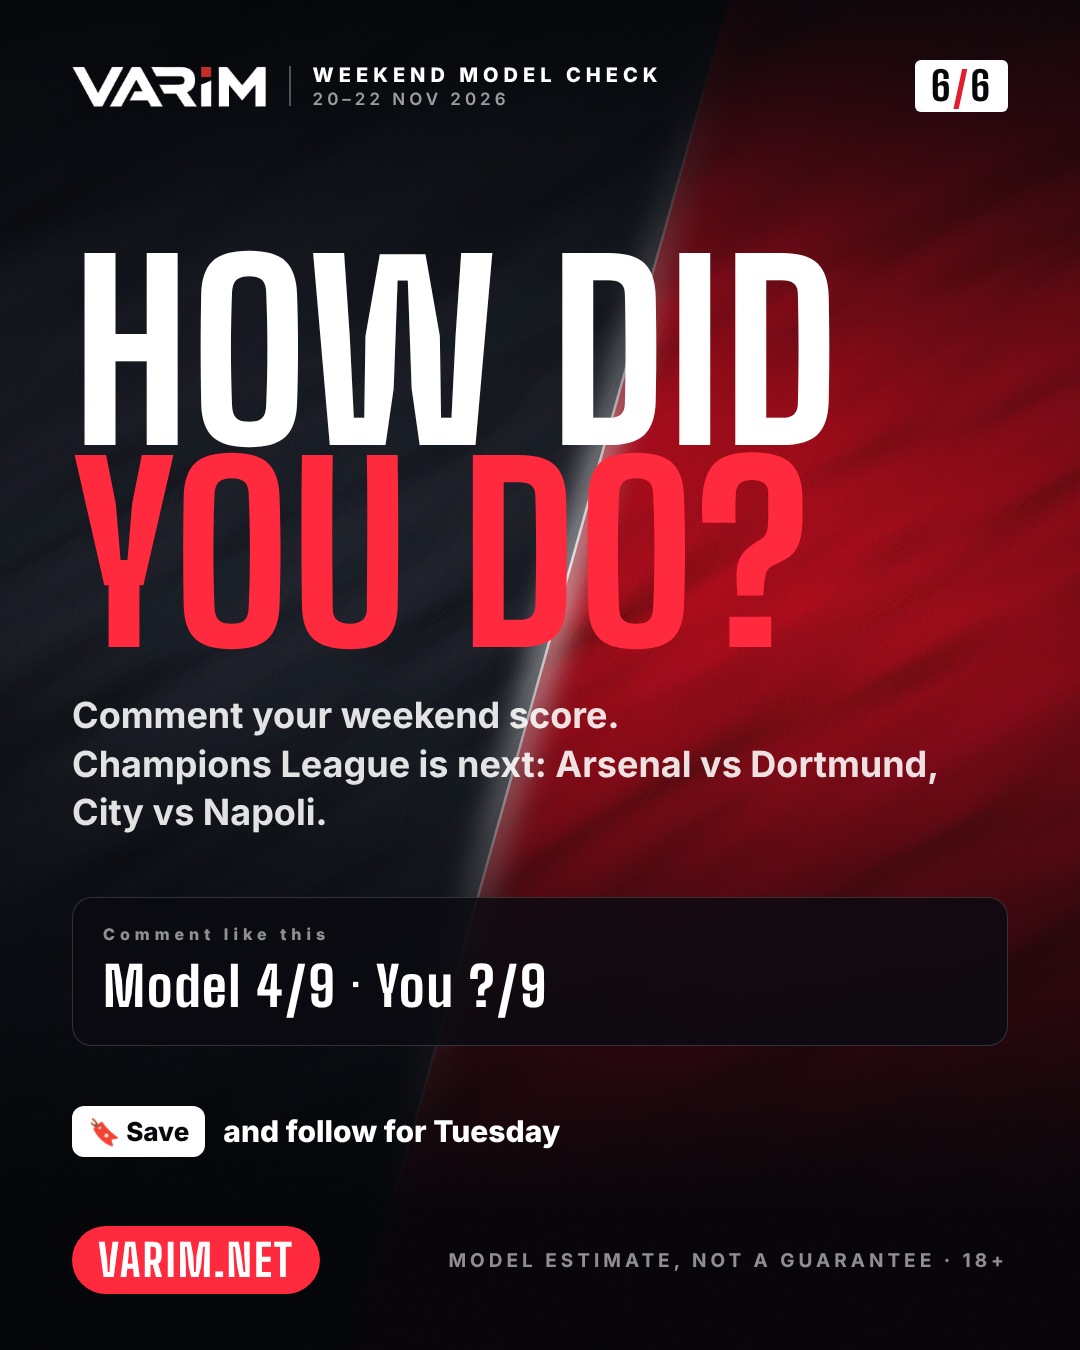 VARIM
WEEKEND MODEL CHECK
20–22 NOV 2026
6/6
HOW DID
YOU DO?
Comment your weekend score.
Champions League is next: Arsenal vs Dortmund,
City vs Napoli.
Comment like this
Model 4/9 · You ?/9
Save and follow for Tuesday
VARIM.NET
MODEL ESTIMATE, NOT A GUARANTEE · 18+